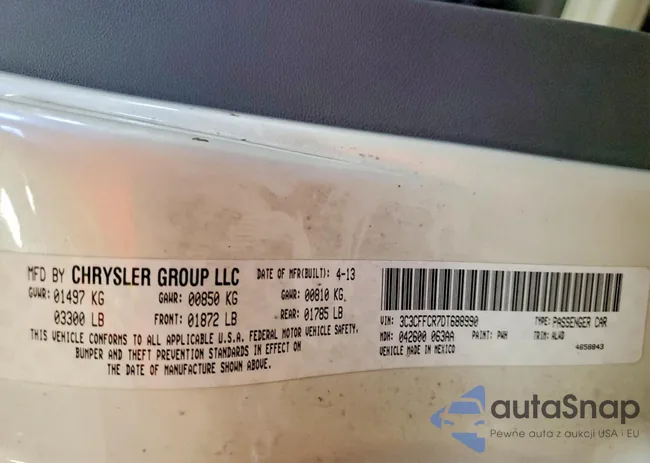 MFD BY CHRYSLER GROUP LLC DATE OF MFR(BUILT): 4-13
GVWR: 01497 KG GAWR: 00850 KG GAWR: 00810 KG
03300 LB FRONT: 01872 LB REAR: 01785 LB
THIS VEHICLE CONFORMS TO ALL APPLICABLE U.S.A. FEDERAL MOTOR VEHICLE SAFETY,
BUMPER AND THEFT PREVENTION STANDARDS IN EFFECT ON
THE DATE OF MANUFACTURE SHOWN ABOVE.
VIN: 3C3CFFCR7DT688990 TYPE: PASSENGER CAR
MDH: 042600 063AA PAINT: PWH TRIM: ALWD
VEHICLE MADE IN MEXICO 4658843
autaSnap
Pewne auta z aukcji USA i EU